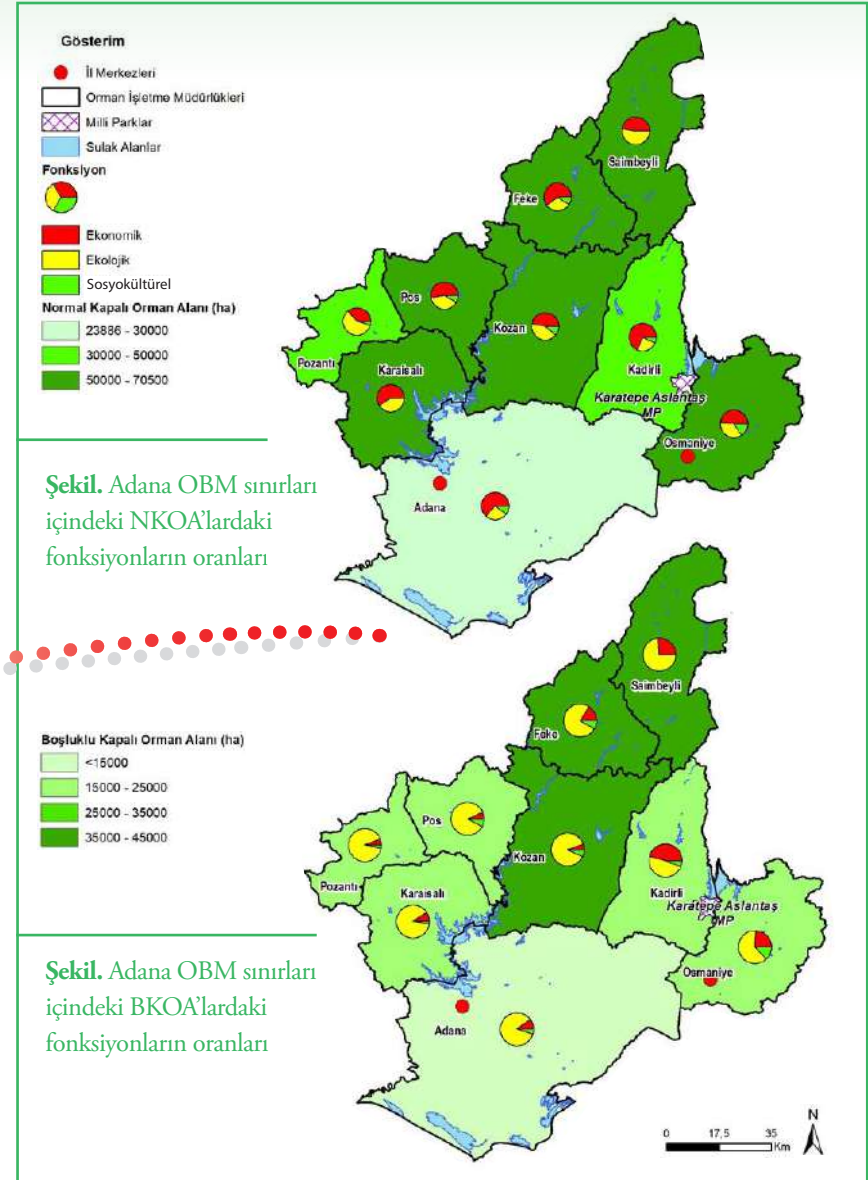 Gösterim
İl Merkezleri
Orman İşletme Müdürlükleri
Milli Parklar
Sulak Alanlar
Fonksiyon
Ekonomik
Ekolojik
Sosyokültürel
Normal Kapalı Orman Alanı (ha)
23886 - 30000
30000 - 50000
50000 - 70500
Saimbeyli
Feke
Pos
Kozan
Pozantı
Karaisalı
Kadirli
Karatepe Aslantaş
MP
Osmaniye
Adana
Şekil. Adana OBM sınırları
içindeki NKOA'lardaki
fonksiyonların oranları
Boşluklu Kapalı Orman Alanı (ha)
<15000
15000 - 25000
25000 - 35000
35000 - 45000
Saimbeyli
Feke
Pos
Kozan
Pozantı
Karaisalı
Kadirli
Karatepe Aslantaş
MP
Osmaniye
Adana
Şekil. Adana OBM sınırları
içindeki BKOA'lardaki
fonksiyonların oranları
N
0 17,5 35
Km